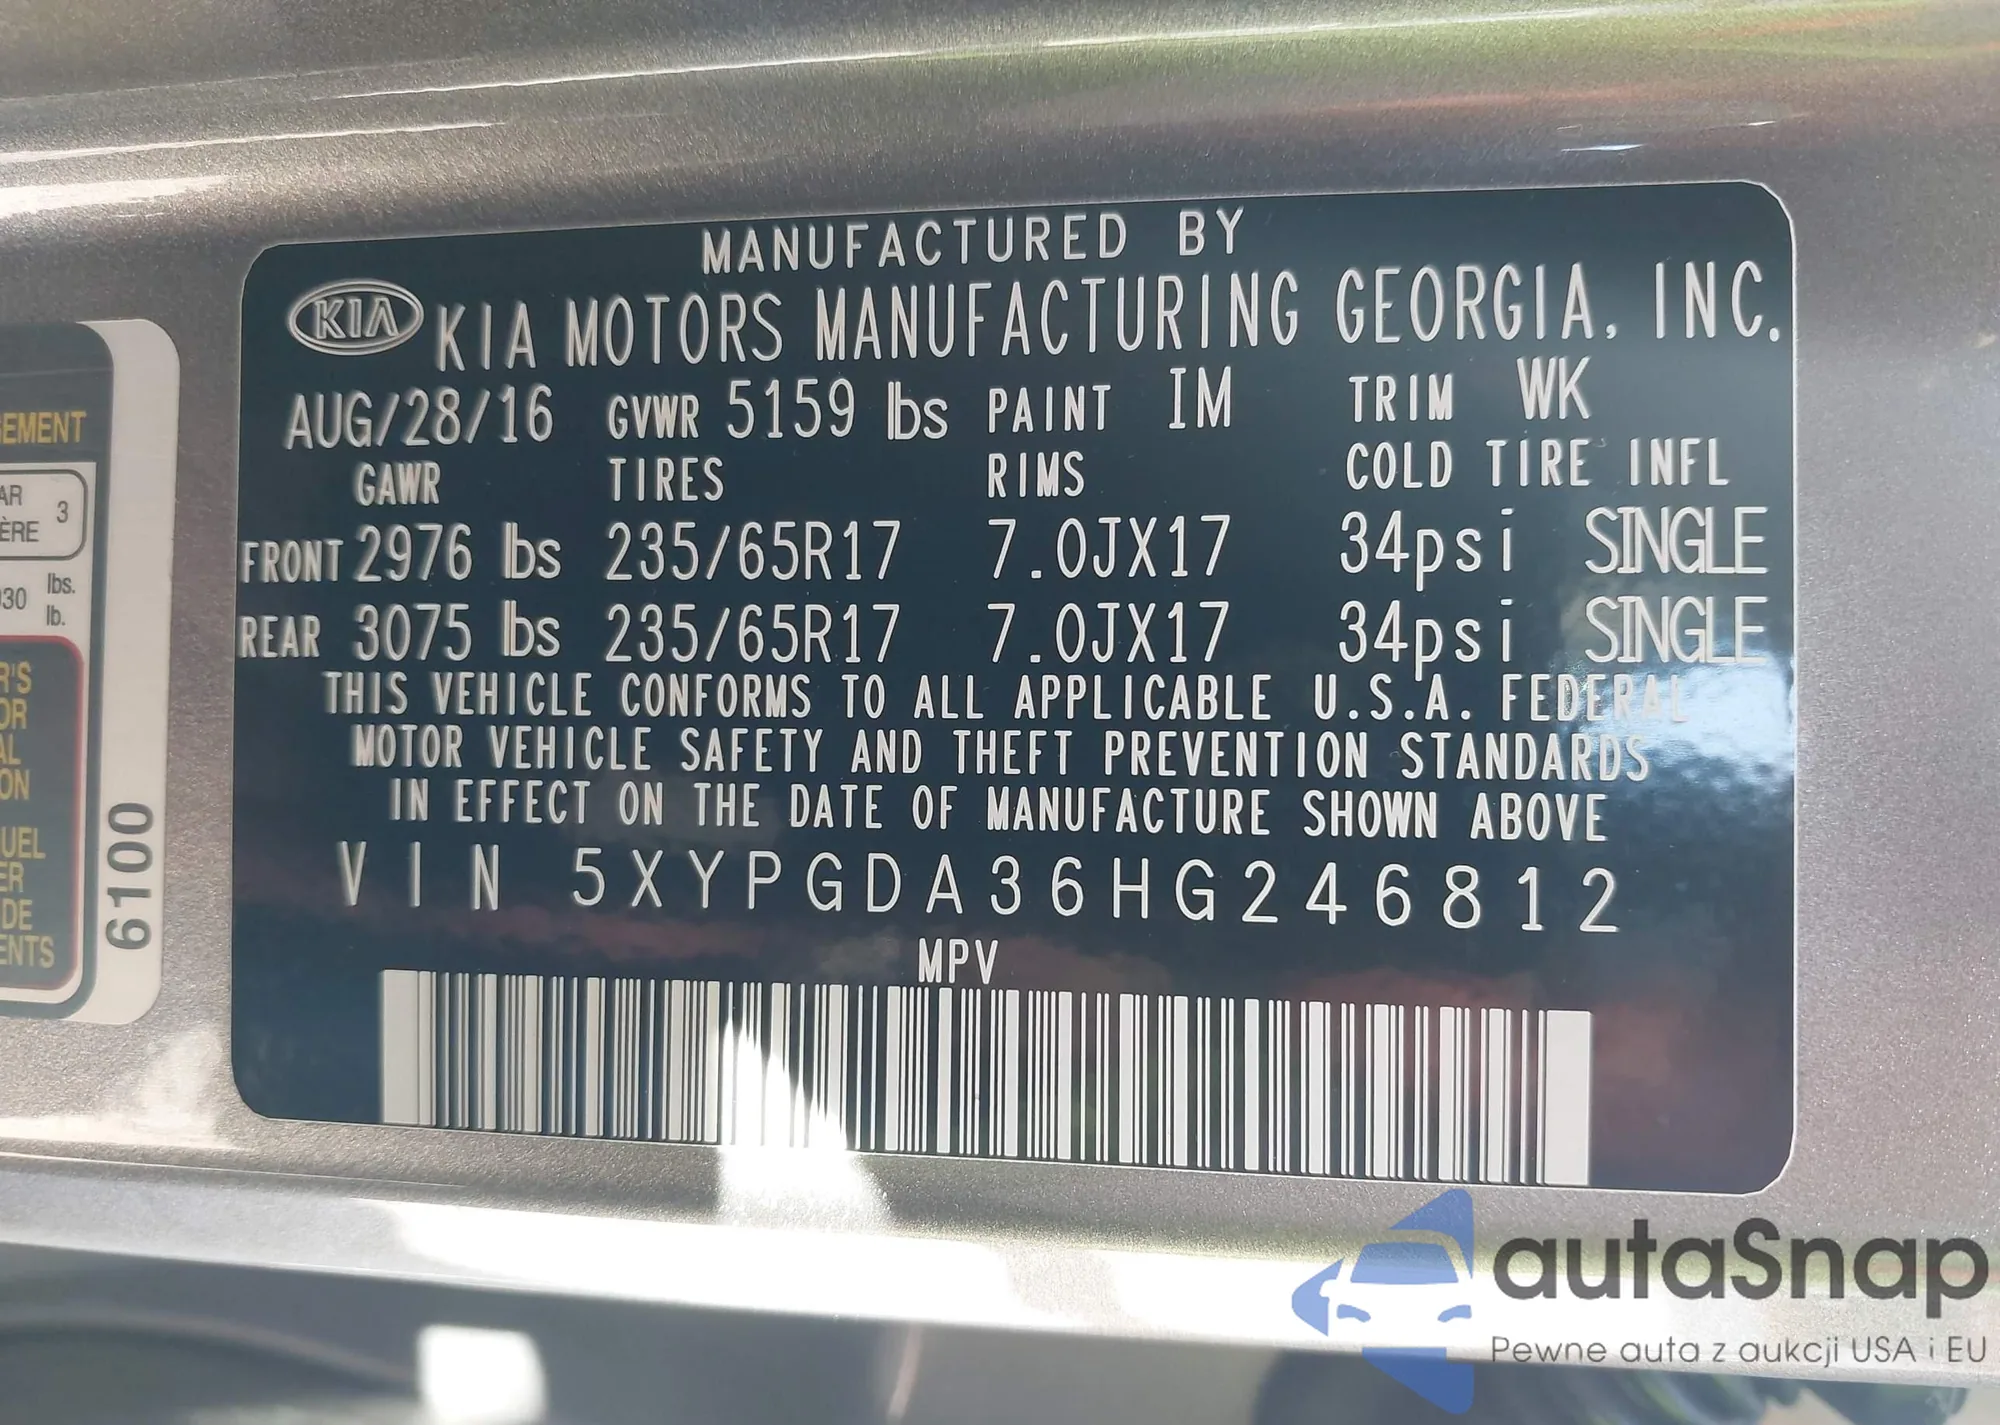 MANUFACTURED BY
KIA KIA MOTORS MANUFACTURING GEORGIA, INC.
AUG/28/16 GVWR 5159 lbs PAINT IM TRIM WK
GAWR TIRES RIMS COLD TIRE INFL
FRONT 2976 lbs 235/65R17 7.0JX17 34psi SINGLE
REAR 3075 lbs 235/65R17 7.0JX17 34psi SINGLE
THIS VEHICLE CONFORMS TO ALL APPLICABLE U.S.A. FEDERAL
MOTOR VEHICLE SAFETY AND THEFT PREVENTION STANDARDS
IN EFFECT ON THE DATE OF MANUFACTURE SHOWN ABOVE
VIN 5XYPGDA36HG246812
MPV
3
lbs.
lb.
6100
autaSnap
Pewne auta z aukcji USA i EU